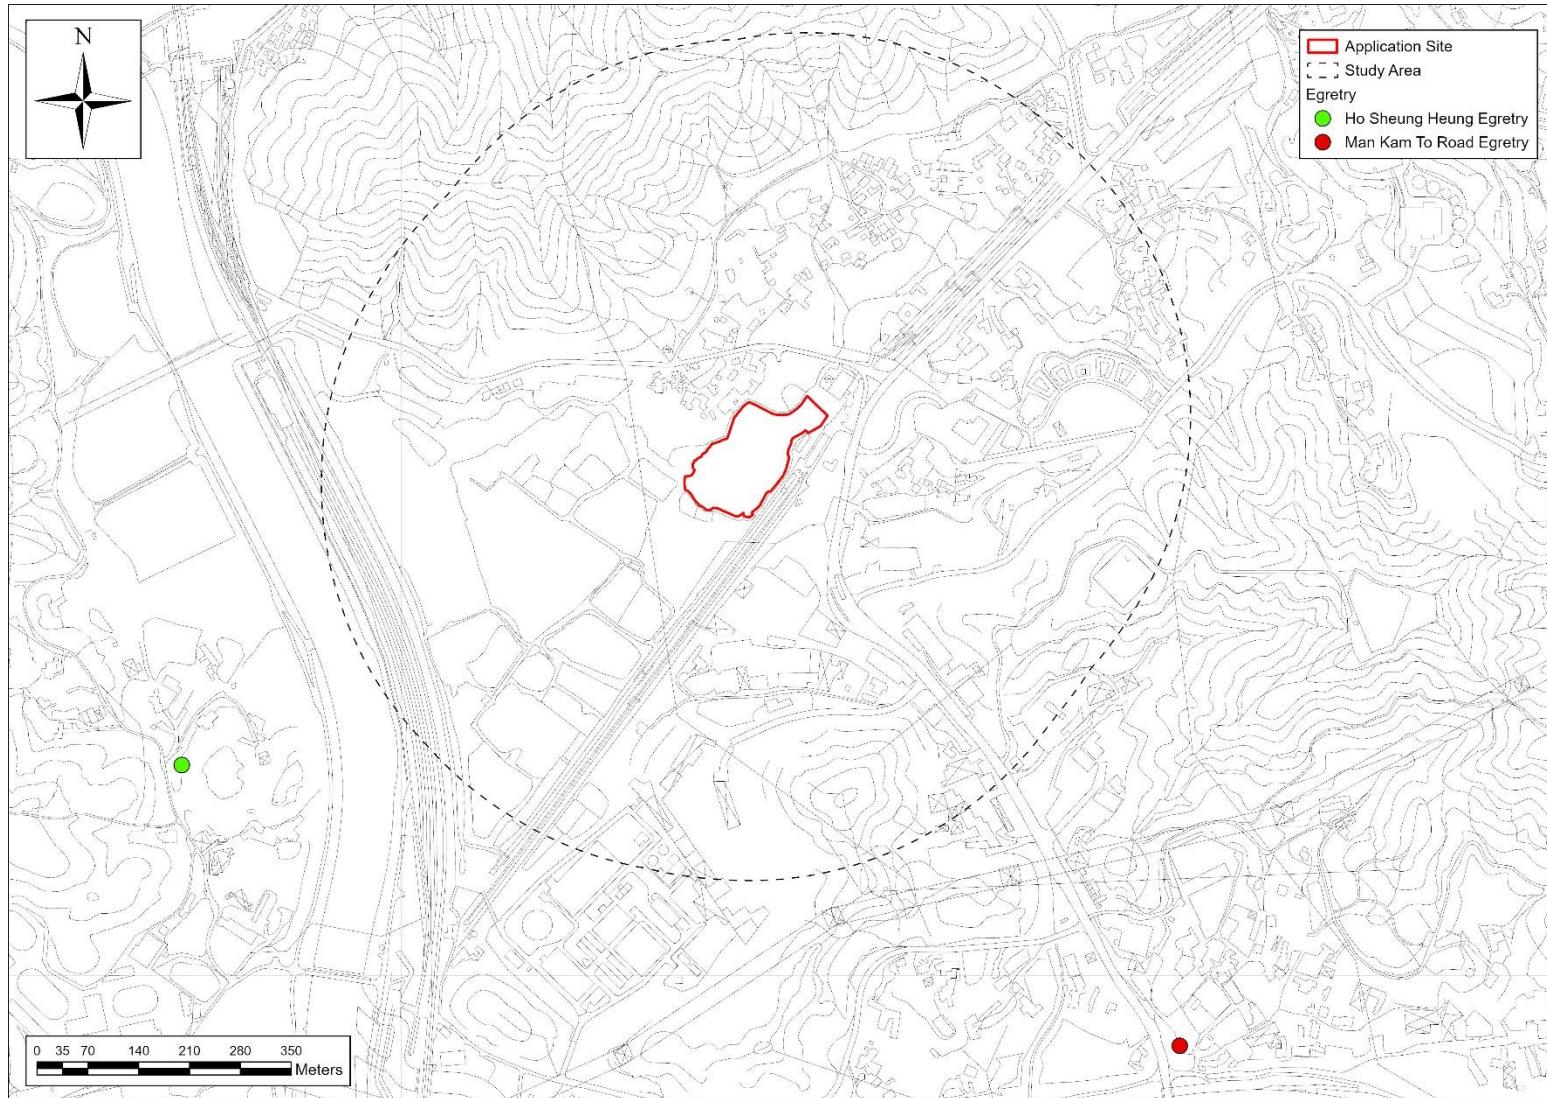 N
Application Site
Study Area
Egretry
Ho Sheung Heung Egretry
Man Kam To Road Egretry
0 35 70 140 210 280 350
Meters